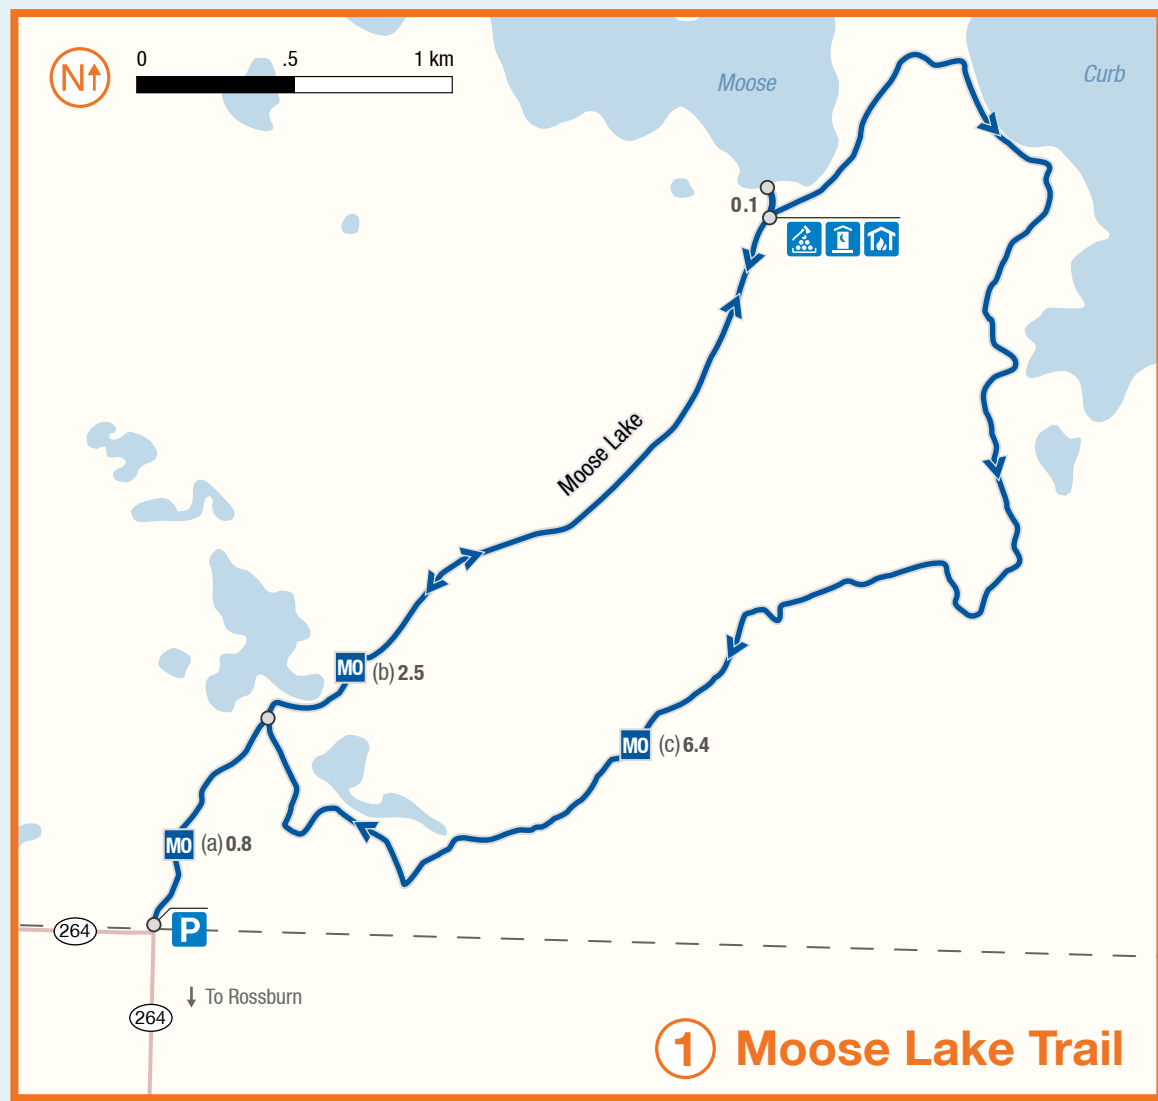 N
0 .5 1 km
Moose
Curb
0.1
Moose Lake
MO (b) 2.5
MO (c) 6.4
MO (a) 0.8
P
264
To Rossburn
264
1 Moose Lake Trail